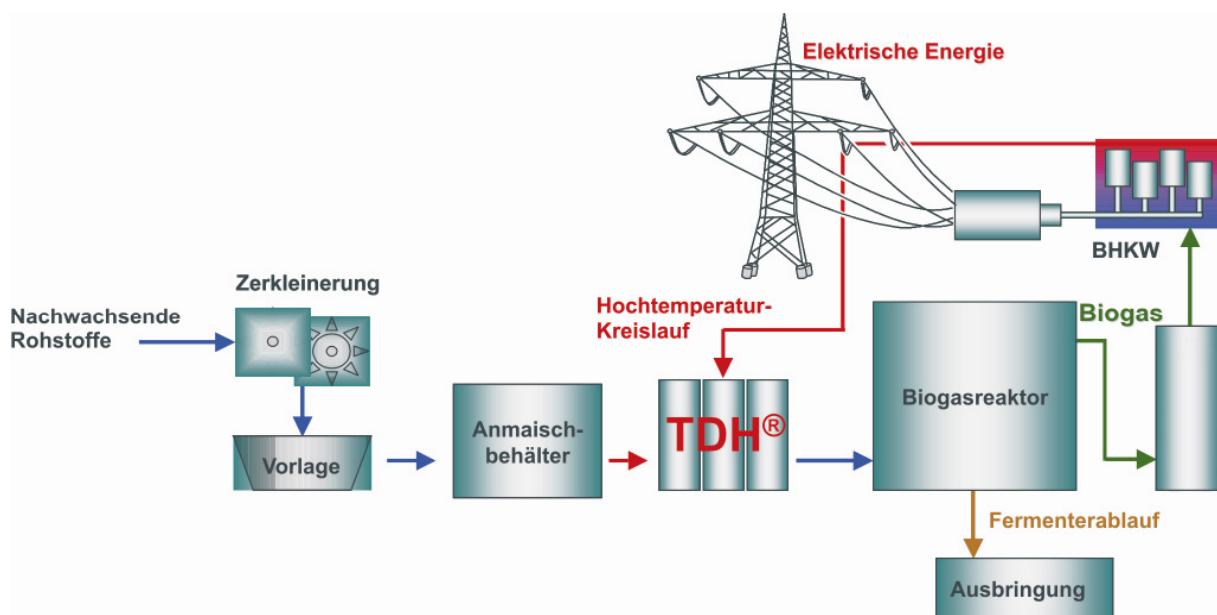 Elektrische Energie
BHKW
Zerkleinerung
Nachwachsende
Rohstoffe
Hochtemperatur-
Kreislauf
Biogas
Biogasreaktor
Anmaisch-
behälter
TDH®
Vorlage
Fermenterablauf
Ausbringung